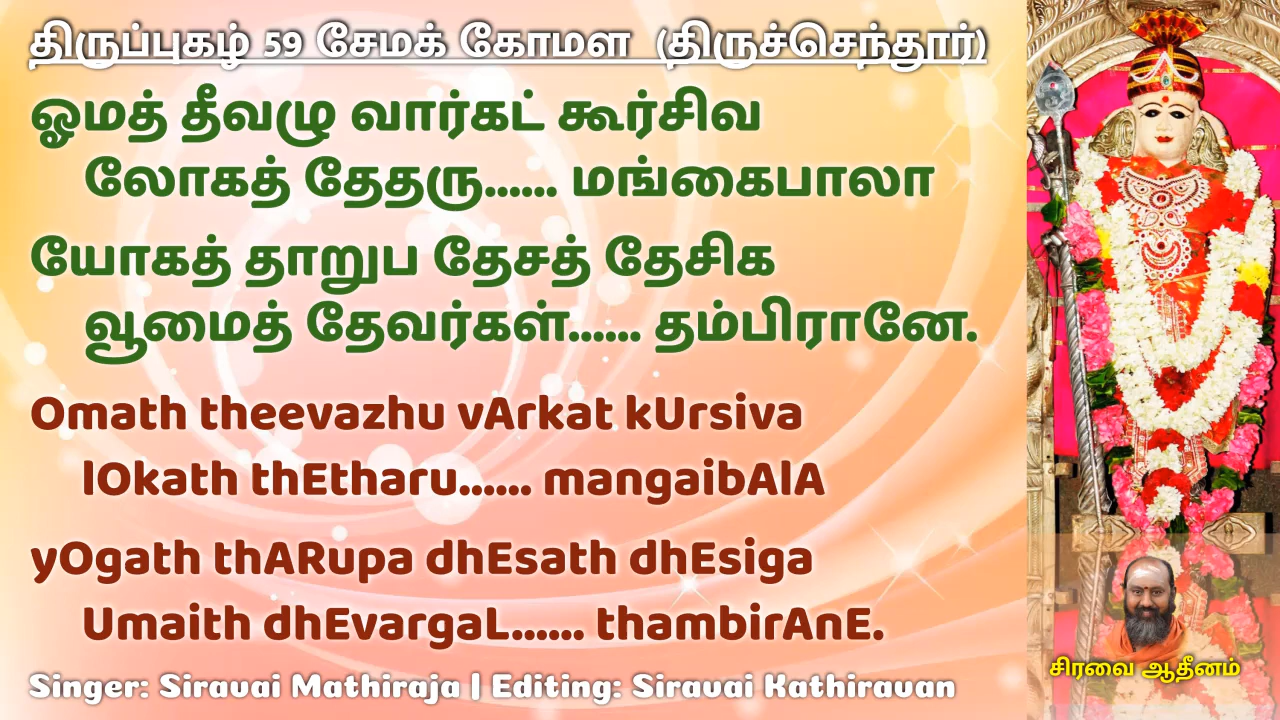 திருப்புகழ் 59 சேமக் கோமள (திருச்செந்தூர்)
ஓமத் தீவழு வார்கட் கூர்சிவ
லோகத் தேதரு...... மங்கைபாலா
யோகத் தாறுப தேசத் தேசிக
வூமைத் தேவர்கள்...... தம்பிரானே.
Omath theevazhu vArkat kUrsiva
lOkath thEtharu...... mangaibAlA
yOgath thARupa dhEsath dhEsiga
Umaith dhEvargaL...... thambirAnE.
Singer: Siravai Mathiraja | Editing: Siravai Kathiravan
சிரவை ஆதீனம்